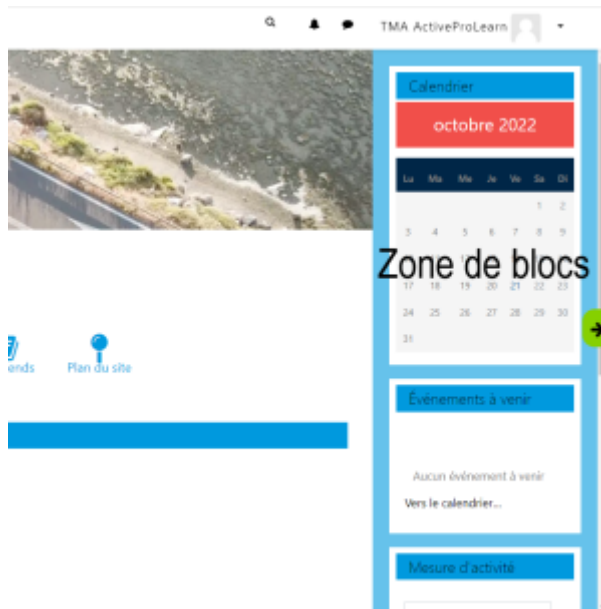 TMA ActiveProLearn
Calendrier
octobre 2022
Lu Ma Me Je Ve Sa Di
1 2
3 4 5 6 7 8 9
Zone de blocs
17 18 19 20 21 22 23
24 25 26 27 28 29 30
31
ends
Plan du site
Événements à venir
Aucun événement à venir
Vers le calendrier...
Mesure d'activité